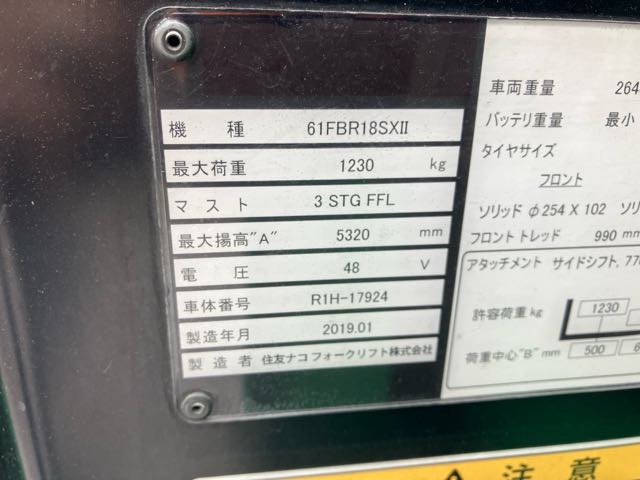 機 種 61FBR18SXII
最大荷重 1230 kg
マスト 3 STG FFL
最大揚高"A" 5320 mm
電 圧 48 V
車体番号 R1H-17924
製造年月 2019.01
製造者 住友ナコフォークリフト株式会社
車両重量 264
バッテリ重量 最小
タイヤサイズ
フロント
ソリッド φ254 X 102 ソリ
フロントトレッド 990 mm
アタッチメント サイドシフト, 770
許容荷重 kg 1230
荷重中心"B" mm 500 6
注意